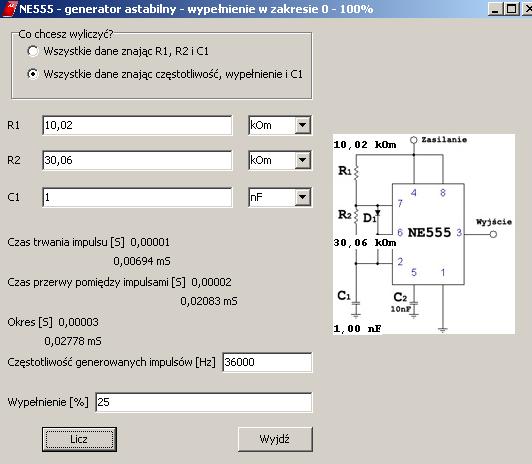 NE555 - generator astabilny - wypełnienie w zakresie 0 - 100%
Co chcesz wyliczyć?
Wszystkie dane znając R1, R2 i C1
Wszystkie dane znając częstotliwość, wypełnienie i C1
R1 10,02 kOm
R2 30,06 kOm
C1 1 nF
Czas trwania impulsu [S] 0,00001
0,00694 mS
Czas przerwy pomiędzy impulsami [S] 0,00002
0,02083 mS
Okres [S] 0,00003
0,02778 mS
Częstotliwość generowanych impulsów [Hz] 36000
Wypełnienie [%] 25
Licz Wyjdź
10,02 kOm Zasilanie
R1
4 8
7
R2 D1
6 NE555 3 Wyjście
30,06 kOm
2
5 1
C1 C2
10nF
1,00 nF